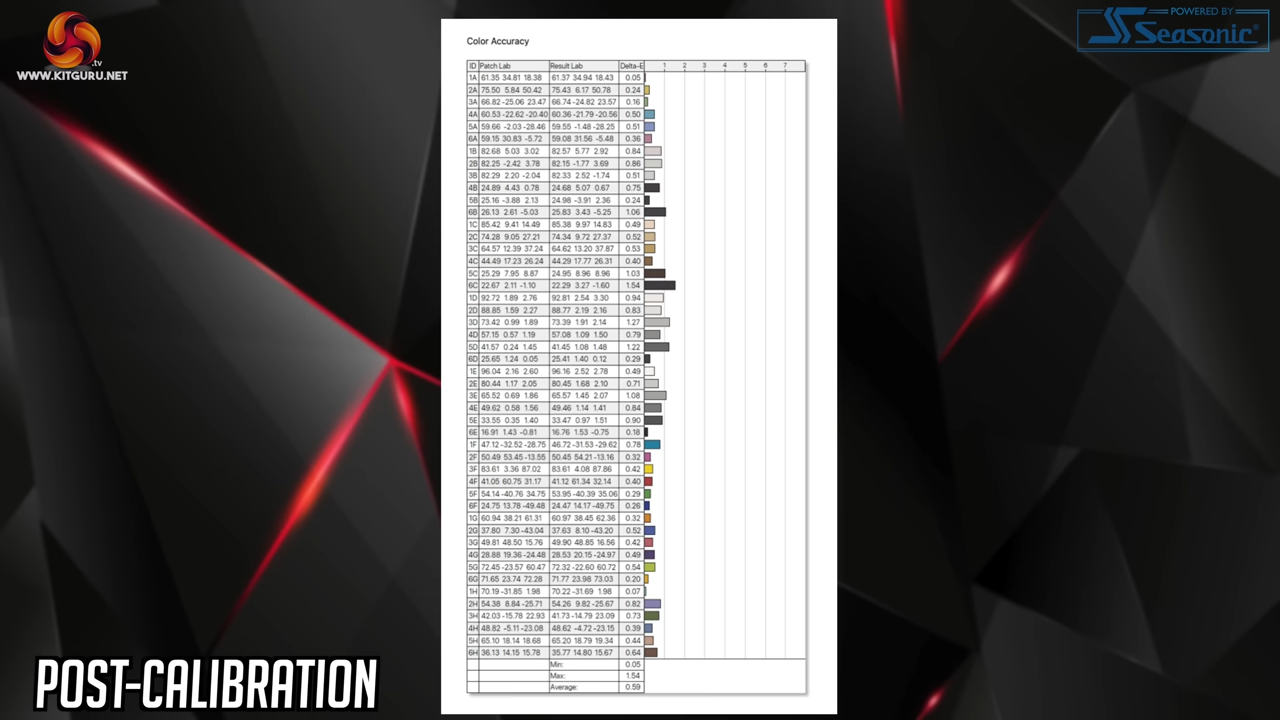 .tv
WWW.KITGURU.NET
POWERED BY
Seasonic
Color Accuracy
ID Patch Lab Result Lab Delta-E 1 2 3 4 5 6 7
1A 61.35 34.81 18.38 61.37 34.94 18.43 0.05
2A 75.50 5.84 50.42 75.43 6.17 50.78 0.24
3A 66.82 -25.06 23.47 66.74 -24.82 23.57 0.16
4A 60.53 -22.62 -20.40 60.36 -21.79 -20.56 0.50
5A 59.66 -2.03 -28.46 59.55 -1.48 -28.25 0.51
6A 59.15 30.83 -5.72 59.08 31.56 -5.48 0.36
1B 82.68 5.03 3.02 82.57 5.77 2.92 0.84
2B 82.25 -2.42 3.78 82.15 -1.77 3.69 0.86
3B 82.29 2.20 -2.04 82.33 2.52 -1.74 0.51
4B 24.89 4.43 0.78 24.68 5.07 0.67 0.75
5B 25.16 -3.88 2.13 24.98 -3.91 2.36 0.24
6B 26.13 2.61 -5.03 25.83 3.43 -5.25 1.06
1C 85.42 9.41 14.49 85.38 9.97 14.83 0.49
2C 74.28 9.05 27.21 74.34 9.72 27.37 0.52
3C 64.57 12.39 37.24 64.62 13.20 37.87 0.53
4C 44.49 17.23 26.24 44.29 17.77 26.31 0.40
5C 25.29 7.95 8.87 24.95 8.96 8.96 1.03
6C 22.67 2.11 -1.10 22.29 3.27 -1.60 1.54
1D 92.72 1.89 2.76 92.81 2.54 3.30 0.94
2D 88.85 1.59 2.27 88.77 2.19 2.16 0.83
3D 73.42 0.99 1.89 73.39 1.91 2.14 1.27
4D 57.15 0.57 1.19 57.08 1.09 1.50 0.79
5D 41.57 0.24 1.45 41.45 1.08 1.48 1.22
6D 25.65 1.24 0.05 25.41 1.40 0.12 0.29
1E 96.04 2.16 2.60 96.16 2.52 2.78 0.49
2E 80.44 1.17 2.05 80.45 1.68 2.10 0.71
3E 65.52 0.69 1.86 65.57 1.45 2.07 1.08
4E 49.62 0.58 1.56 49.46 1.14 1.41 0.84
5E 33.55 0.35 1.40 33.47 0.97 1.51 0.90
6E 16.91 1.43 -0.81 16.76 1.53 -0.75 0.18
1F 47.12 -32.52 -28.75 46.72 -31.53 -29.62 0.78
2F 50.49 53.45 -13.55 50.45 54.21 -13.16 0.32
3F 83.61 3.36 87.02 83.61 4.08 87.86 0.42
4F 41.05 60.75 31.17 41.12 61.34 32.14 0.40
5F 54.14 -40.76 34.75 53.95 -40.39 35.06 0.29
6F 24.75 13.78 -49.48 24.47 14.17 -49.75 0.26
1G 60.94 38.21 61.31 60.97 38.45 62.36 0.32
2G 37.80 7.30 -43.04 37.63 8.10 -43.20 0.52
3G 49.81 48.50 15.76 49.90 48.85 16.56 0.42
4G 28.88 19.36 -24.48 28.53 20.15 -24.97 0.49
5G 72.45 -23.57 60.47 72.32 -22.60 60.72 0.54
6G 71.65 23.74 72.28 71.77 23.98 73.03 0.20
1H 70.19 -31.85 1.98 70.22 -31.69 1.98 0.07
2H 54.38 8.84 -25.71 54.26 9.82 -25.67 0.82
3H 42.03 -15.78 22.93 41.73 -14.79 23.09 0.73
4H 48.82 -5.11 -23.08 48.62 -4.72 -23.15 0.39
5H 65.10 18.14 18.68 65.20 18.79 19.34 0.44
6H 36.13 14.15 15.78 35.77 14.80 15.67 0.64
Min: 0.05
Max: 1.54
Average: 0.59
POST-CALIBRATION